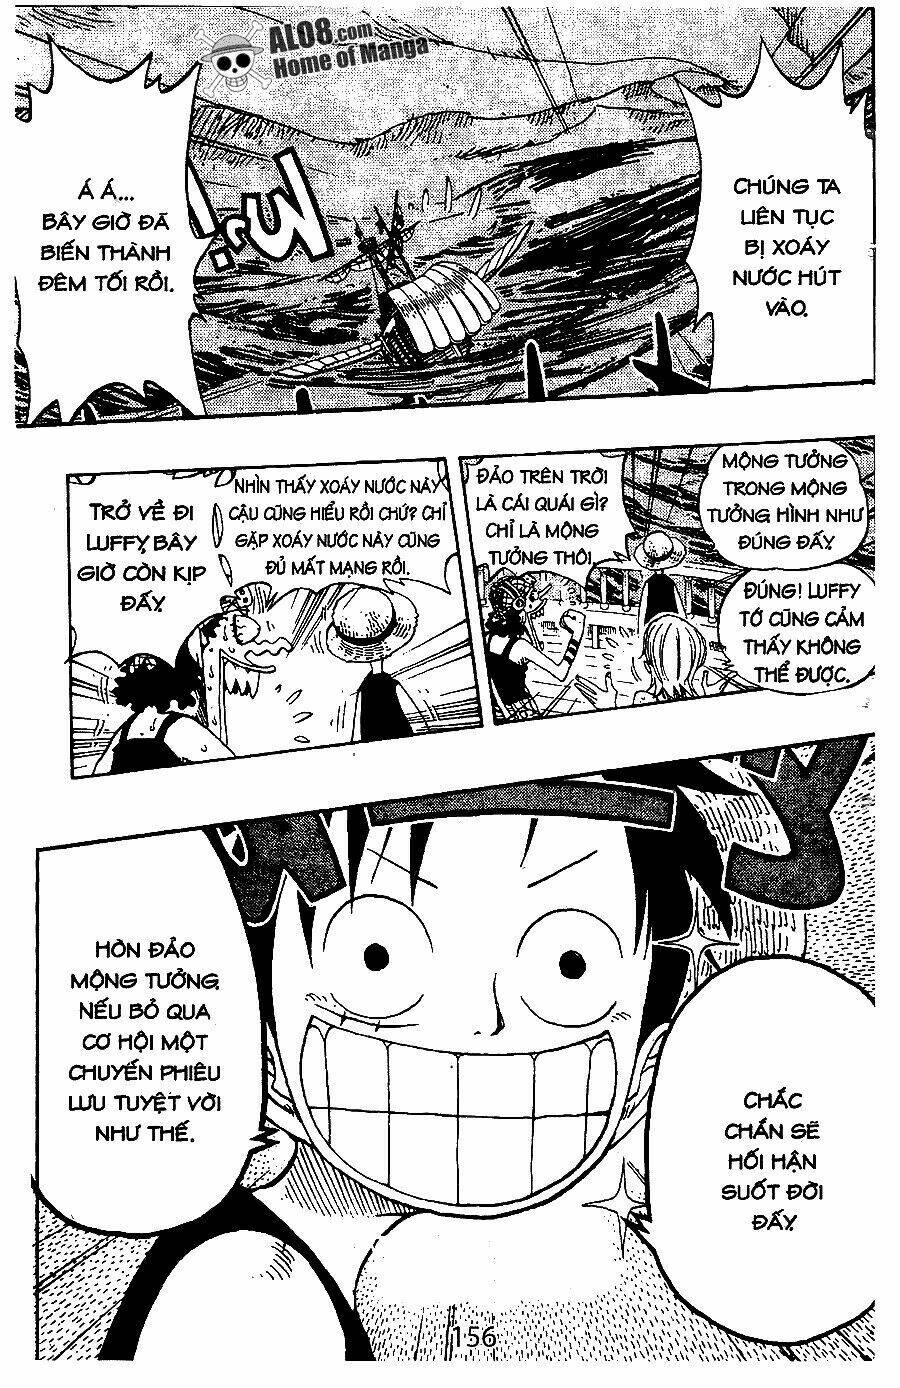 ALO8.com
Home of Manga
CHÚNG TA
LIÊN TỤC
BỊ XOÁY
NƯỚC HÚT
VÀO.
Á Á...
BÂY GIỜ ĐÃ
BIẾN THÀNH
ĐÊM TỐI RỒI.
MỘNG TƯỞNG
TRONG MỘNG
TƯỞNG. HÌNH NHƯ
ĐÚNG ĐẤY.
ĐÚNG! LUFFY
TỚ CŨNG CẢM
THẤY KHÔNG
THỂ ĐƯỢC.
ĐẢO TRÊN TRỜI
LÀ CÁI QUÁI GÌ?
CHỈ LÀ MỘNG
TƯỞNG THÔI.
NHÌN THẤY XOÁY NƯỚC NÀY
CẬU CŨNG HIỂU RỒI CHỨ? CHỈ
GẶP XOÁY NƯỚC NÀY CŨNG
ĐỦ MẤT MẠNG RỒI.
TRỞ VỀ ĐI
LUFFY, BÂY
GIỜ CÒN KỊP
ĐẤY.
HÒN ĐẢO
MỘNG TƯỞNG.
NẾU BỎ QUA
CƠ HỘI MỘT
CHUYẾN PHIÊU
LƯU TUYỆT VỜI
NHƯ THẾ.
CHẮC
CHẮN SẼ
HỐI HẬN
SUỐT ĐỜI
ĐẤY.
156